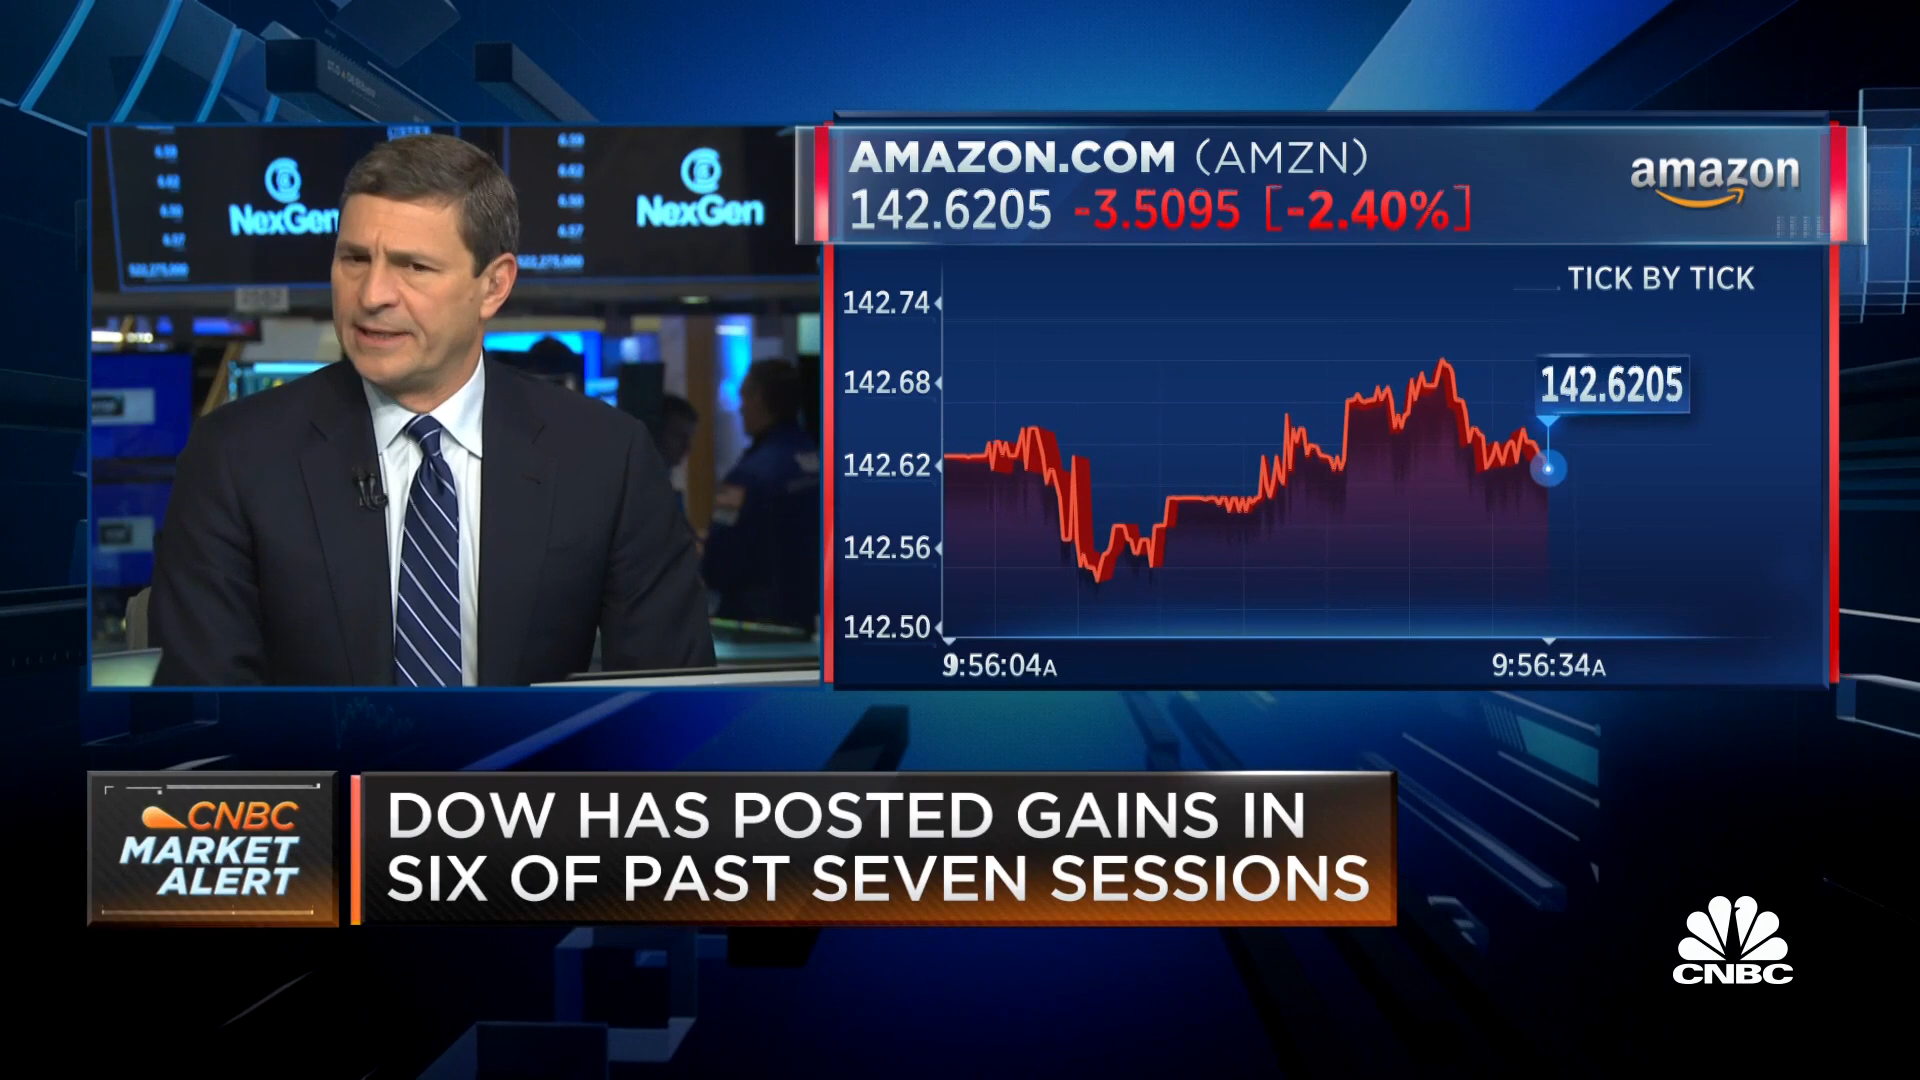 NexGen
NexGen
AMAZON.COM (AMZN)
142.6205 -3.5095 [-2.40%]
amazon
TICK BY TICK
142.74
142.68
142.62
142.56
142.50
142.6205
9:56:04A
9:56:34A
CNBC
MARKET
ALERT
DOW HAS POSTED GAINS IN
SIX OF PAST SEVEN SESSIONS
CNBC